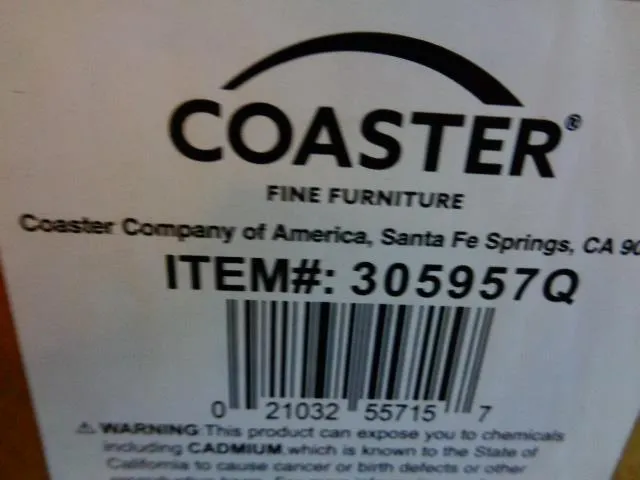 COASTER®
FINE FURNITURE
Coaster Company of America, Santa Fe Springs, CA 90
ITEM#: 305957Q
0 21032 55715 7
⚠ WARNING: This product can expose you to chemicals
including CADMIUM, which is known to the State of
California to cause cancer or birth defects or other